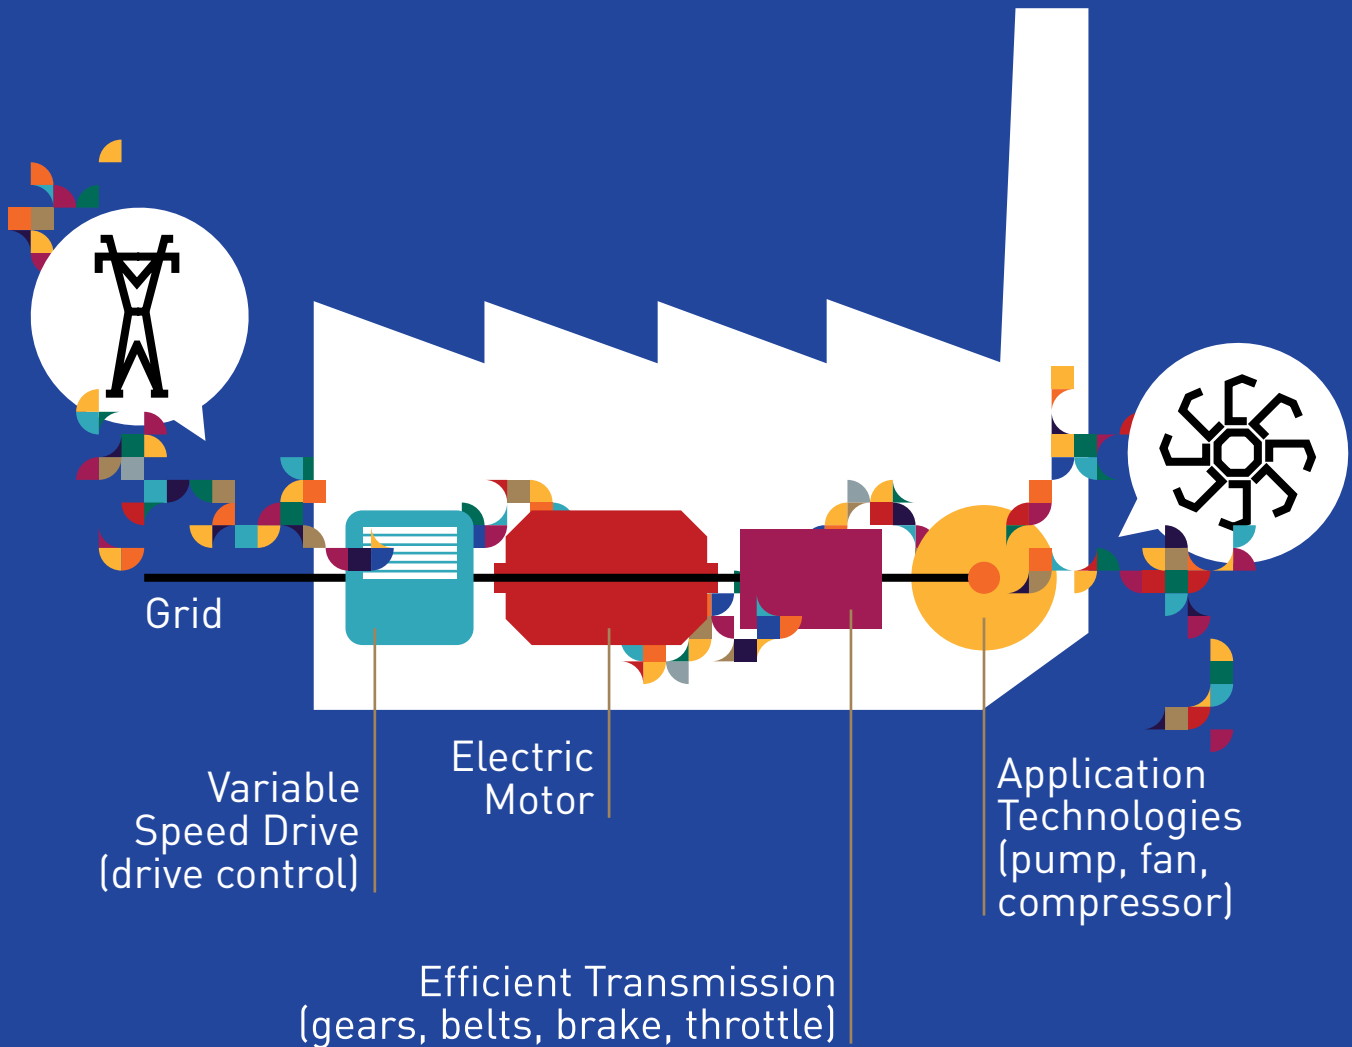 Grid
Variable
Speed Drive
(drive control)
Electric
Motor
Efficient Transmission
(gears, belts, brake, throttle)
Application
Technologies
(pump, fan,
compressor)